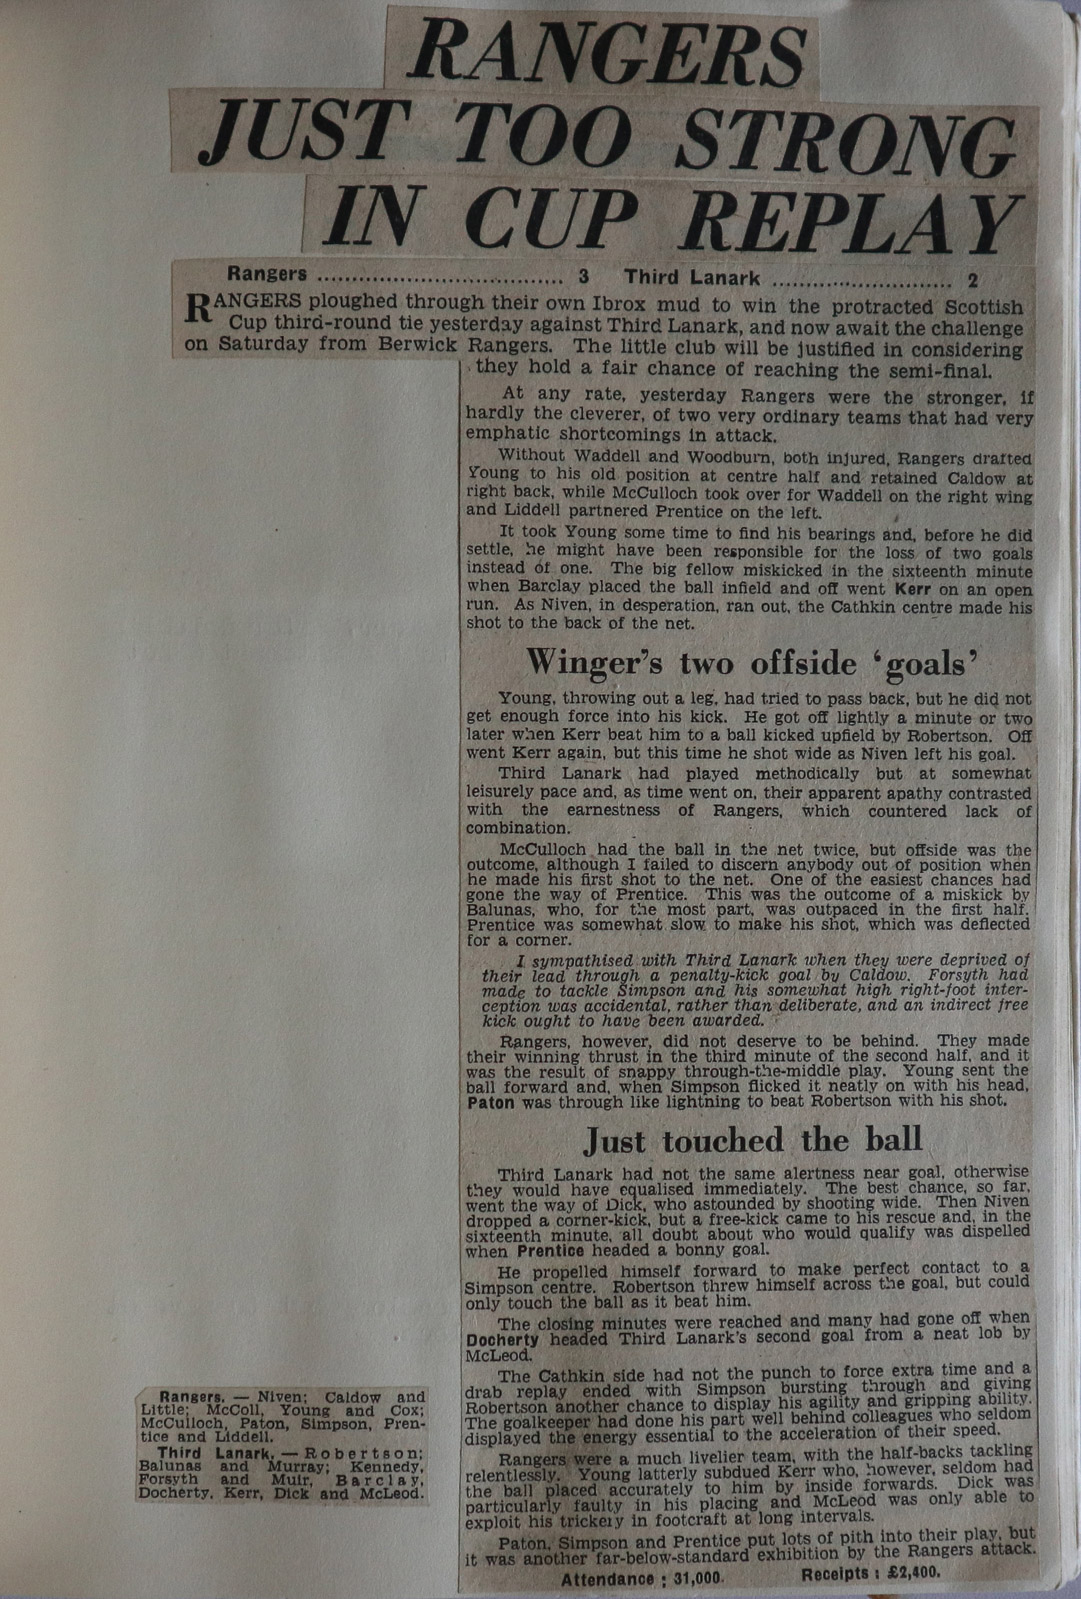 RANGERS
JUST TOO STRONG
IN CUP REPLAY
Rangers ................................. 3 Third Lanark ........................... 2
RANGERS ploughed through their own Ibrox mud to win the protracted Scottish
Cup third-round tie yesterday against Third Lanark, and now await the challenge
on Saturday from Berwick Rangers. The little club will be justified in considering
they hold a fair chance of reaching the semi-final.
At any rate, yesterday Rangers were the stronger, if
hardly the cleverer, of two very ordinary teams that had very
emphatic shortcomings in attack.
Without Waddell and Woodburn, both injured, Rangers drafted
Young to his old position at centre half and retained Caldow at
right back, while McCulloch took over for Waddell on the right wing
and Liddell partnered Prentice on the left.
It took Young some time to find his bearings and, before he did
settle, he might have been responsible for the loss of two goals
instead of one. The big fellow miskicked in the sixteenth minute
when Barclay placed the ball infield and off went Kerr on an open
run. As Niven, in desperation, ran out, the Cathkin centre made his
shot to the back of the net.
Winger's two offside 'goals'
Young, throwing out a leg, had tried to pass back, but he did not
get enough force into his kick. He got off lightly a minute or two
later when Kerr beat him to a ball kicked upfield by Robertson. Off
went Kerr again, but this time he shot wide as Niven left his goal.
Third Lanark had played methodically but at somewhat
leisurely pace and, as time went on, their apparent apathy contrasted
with the earnestness of Rangers, which countered lack of
combination.
McCulloch had the ball in the net twice, but offside was the
outcome, although I failed to discern anybody out of position when
he made his first shot to the net. One of the easiest chances had
gone the way of Prentice. This was the outcome of a miskick by
Balunas, who, for the most part, was outpaced in the first half.
Prentice was somewhat slow to make his shot, which was deflected
for a corner.
I sympathised with Third Lanark when they were deprived of
their lead through a penalty-kick goal by Caldow. Forsyth had
made to tackle Simpson and his somewhat high right-foot inter-
ception was accidental, rather than deliberate, and an indirect free
kick ought to have been awarded.
Rangers, however, did not deserve to be behind. They made
their winning thrust in the third minute of the second half, and it
was the result of snappy through-the-middle play. Young sent the
ball forward and, when Simpson flicked it neatly on with his head,
Paton was through like lightning to beat Robertson with his shot.
Just touched the ball
Third Lanark had not the same alertness near goal, otherwise
they would have equalised immediately. The best chance, so far,
went the way of Dick, who astounded by shooting wide. Then Niven
dropped a corner-kick, but a free-kick came to his rescue and, in the
sixteenth minute, all doubt about who would qualify was dispelled
when Prentice headed a bonny goal.
He propelled himself forward to make perfect contact to a
Simpson centre. Robertson threw himself across the goal, but could
only touch the ball as it beat him.
The closing minutes were reached and many had gone off when
Docherty headed Third Lanark's second goal from a neat lob by
McLeod.
The Cathkin side had not the punch to force extra time and a
drab replay ended with Simpson bursting through and giving
Robertson another chance to display his agility and gripping ability.
The goalkeeper had done his part well behind colleagues who seldom
displayed the energy essential to the acceleration of their speed.
Rangers were a much livelier team, with the half-backs tackling
relentlessly. Young latterly subdued Kerr who, however, seldom had
the ball placed accurately to him by inside forwards. Dick was
particularly faulty in his placing and McLeod was only able to
exploit his trickery in footcraft at long intervals.
Paton, Simpson and Prentice put lots of pith into their play, but
it was another far-below-standard exhibition by the Rangers attack.
Attendance : 31,000. Receipts : £2,400.
Rangers. — Niven; Caldow and
Little; McColl, Young and Cox;
McCulloch, Paton, Simpson, Pren-
tice and Liddell.
Third Lanark. — Robertson;
Balunas and Murray; Kennedy,
Forsyth and Muir, Barclay,
Docherty, Kerr, Dick and McLeod.